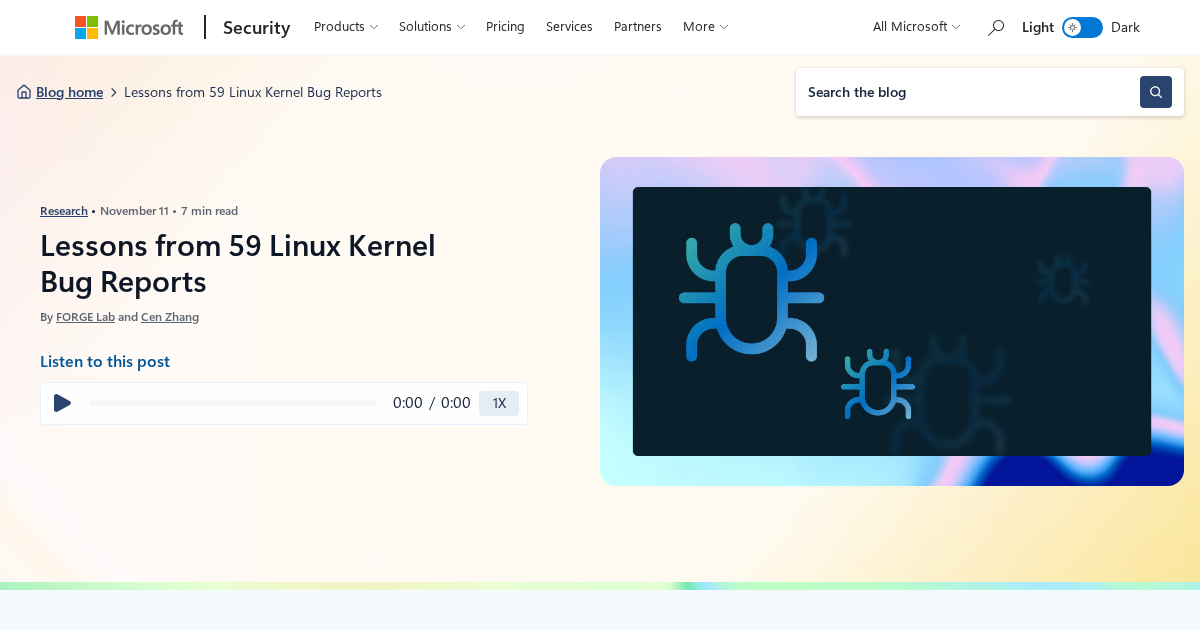 Microsoft Security Products Solutions Pricing Services Partners More All Microsoft Light Dark
Blog home Lessons from 59 Linux Kernel Bug Reports Search the blog
Research • November 11 • 7 min read
Lessons from 59 Linux Kernel
Bug Reports
By FORGE Lab and Cen Zhang
Listen to this post
0:00 / 0:00 1X